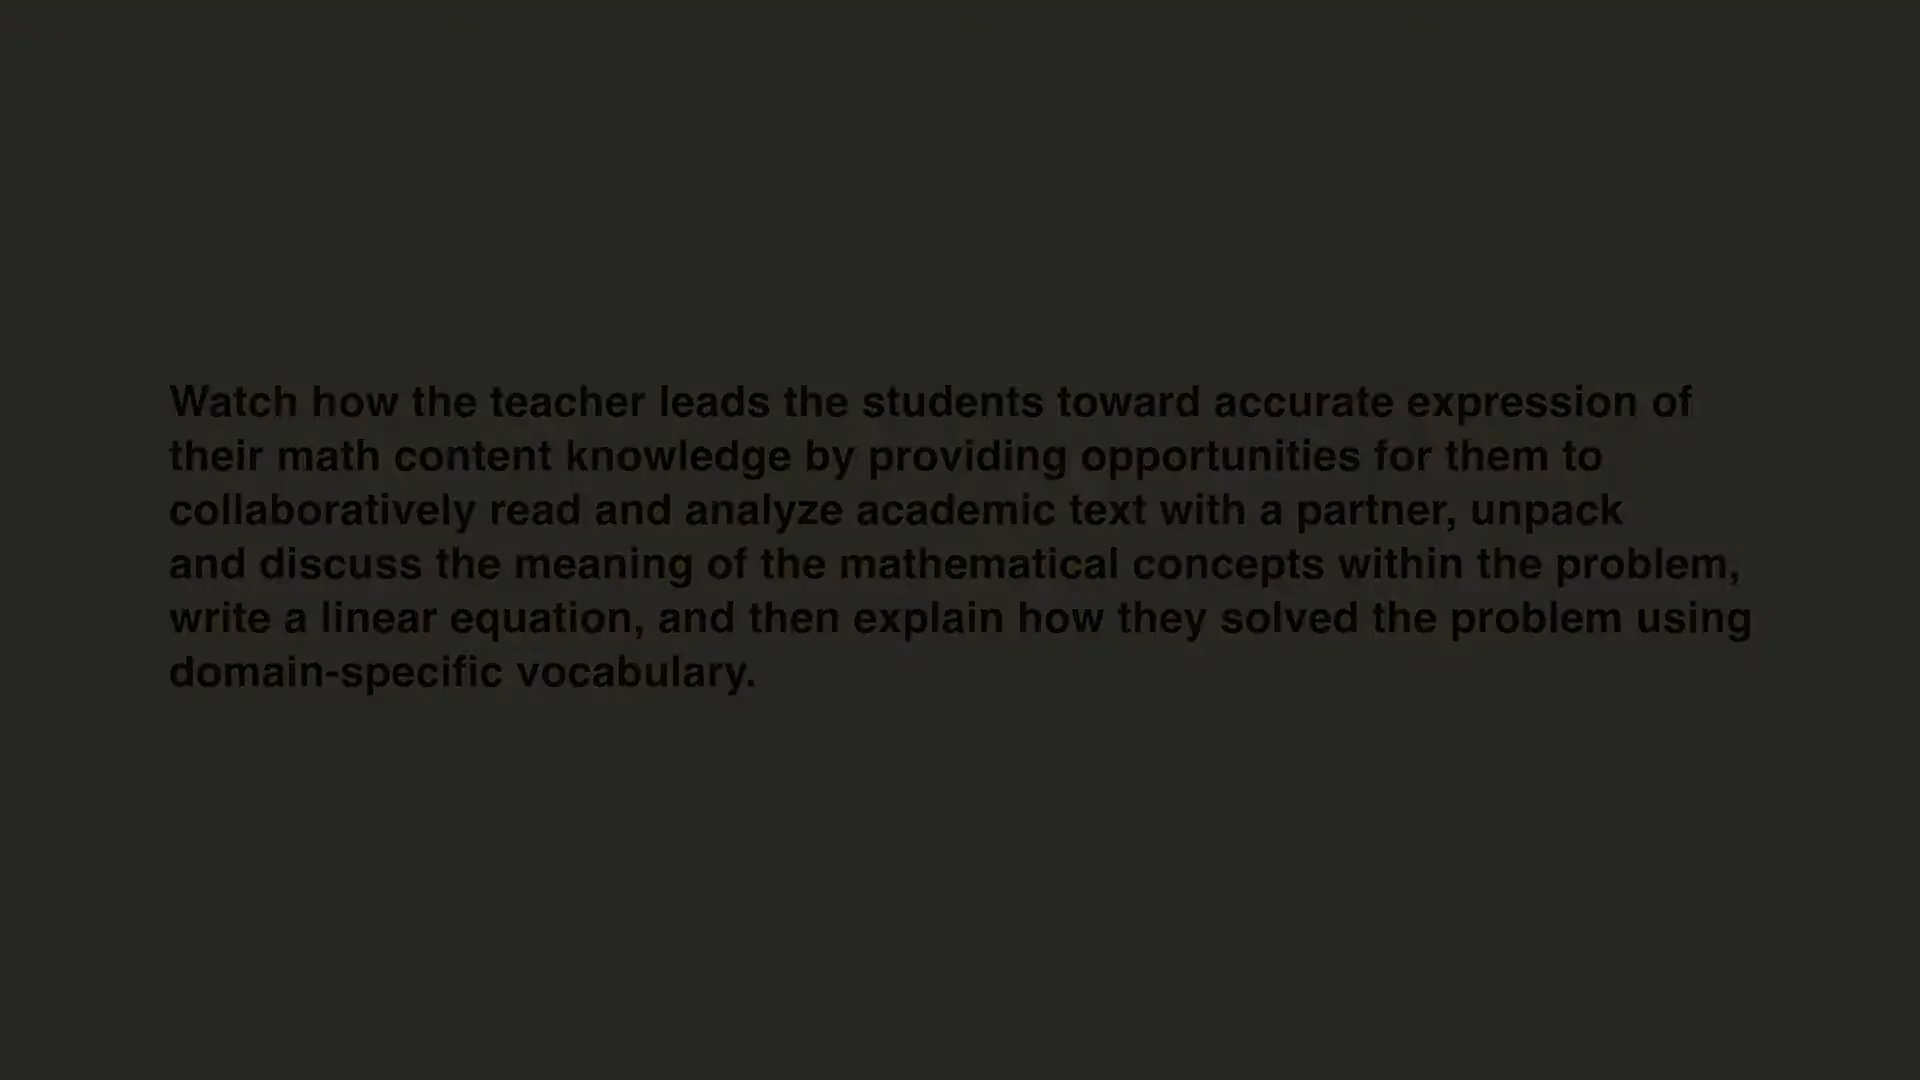 Watch how the teacher leads the students toward accurate expression of
their math content knowledge by providing opportunities for them to
collaboratively read and analyze academic text with a partner, unpack
and discuss the meaning of the mathematical concepts within the problem,
write a linear equation, and then explain how they solved the problem using
domain-specific vocabulary.